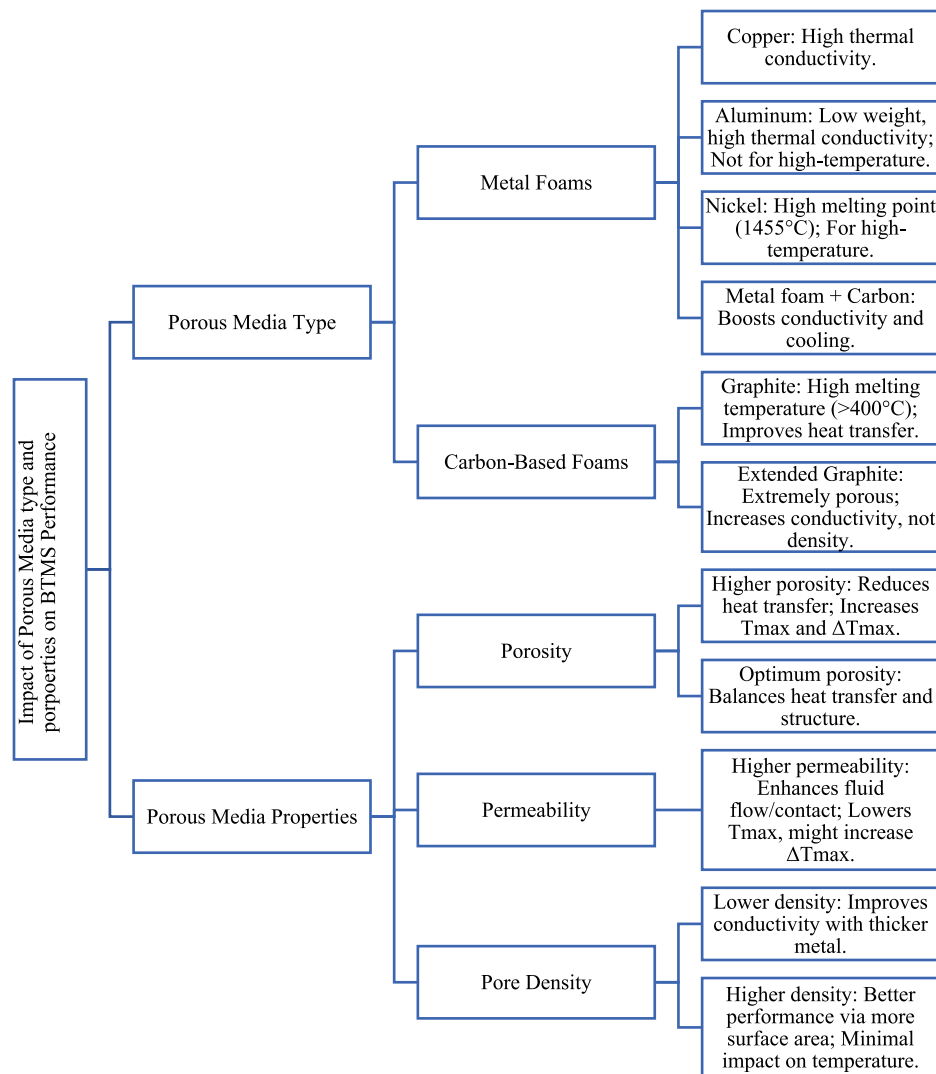 Impact of Porous Media type and
porpoerties on BTMS Performance
Porous Media Type
Metal Foams
Copper: High thermal
conductivity.
Aluminum: Low weight,
high thermal conductivity;
Not for high-temperature.
Nickel: High melting point
(1455°C); For high-
temperature.
Metal foam + Carbon:
Boosts conductivity and
cooling.
Carbon-Based Foams
Graphite: High melting
temperature (>400°C);
Improves heat transfer.
Extended Graphite:
Extremely porous;
Increases conductivity, not
density.
Porous Media Properties
Porosity
Higher porosity: Reduces
heat transfer; Increases
Tmax and ΔTmax.
Optimum porosity:
Balances heat transfer and
structure.
Permeability
Higher permeability:
Enhances fluid
flow/contact; Lowers
Tmax, might increase
ΔTmax.
Pore Density
Lower density: Improves
conductivity with thicker
metal.
Higher density: Better
performance via more
surface area; Minimal
impact on temperature.